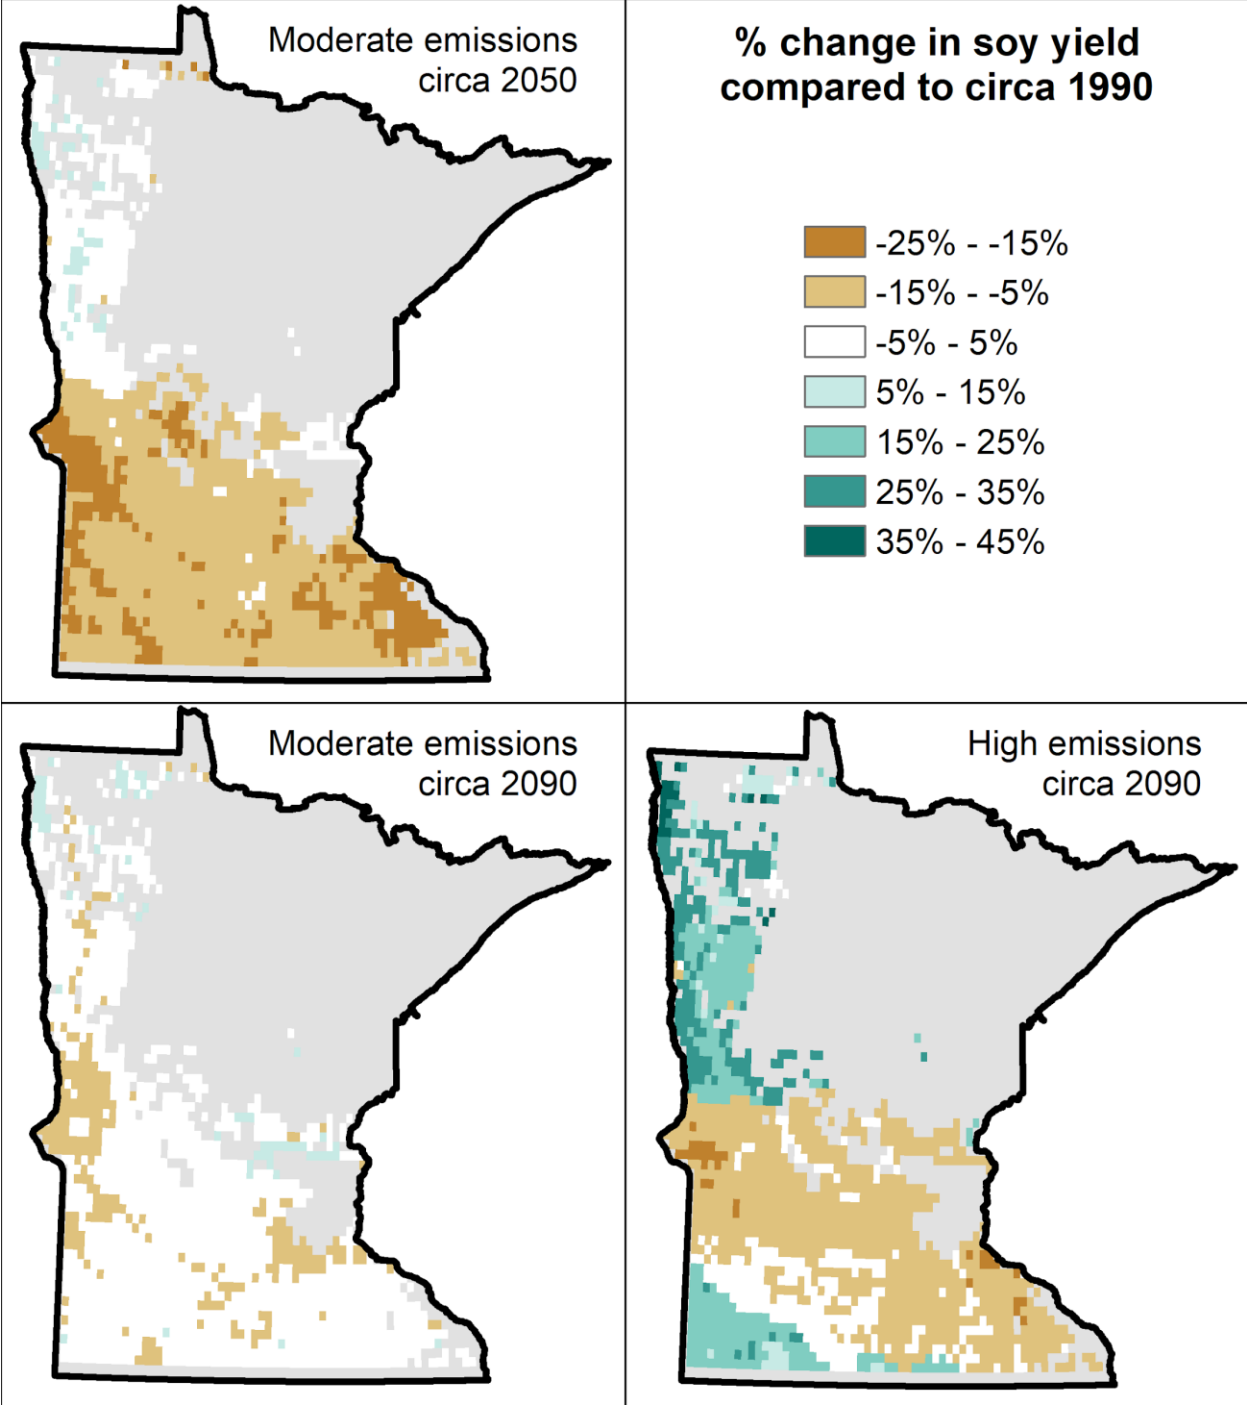 Moderate emissions
circa 2050
% change in soy yield
compared to circa 1990
-25% - -15%
-15% - -5%
-5% - 5%
5% - 15%
15% - 25%
25% - 35%
35% - 45%
Moderate emissions
circa 2090
High emissions
circa 2090